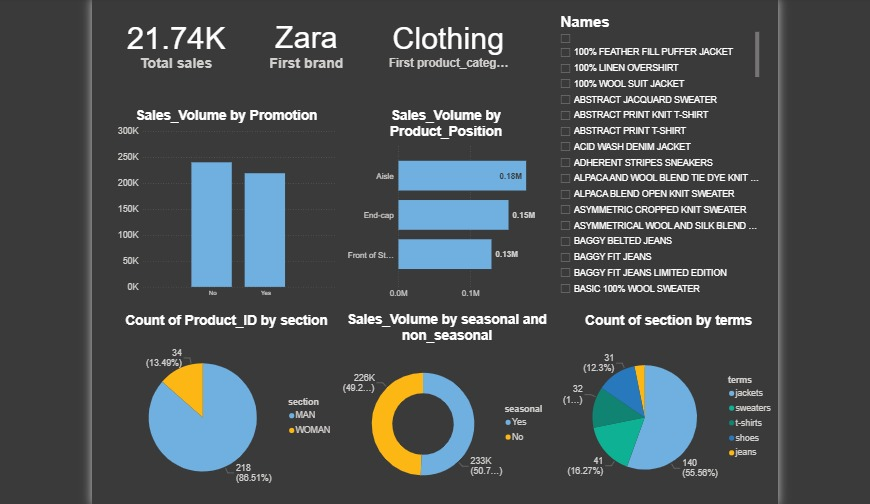 21.74K
Total sales
Zara
First brand
Clothing
First product_categ...
Names
100% FEATHER FILL PUFFER JACKET
100% LINEN OVERSHIRT
100% WOOL SUIT JACKET
ABSTRACT JACQUARD SWEATER
ABSTRACT PRINT KNIT T-SHIRT
ABSTRACT PRINT T-SHIRT
ACID WASH DENIM JACKET
ADHERENT STRIPES SNEAKERS
ALPACA AND WOOL BLEND TIE DYE KNIT ...
ALPACA BLEND OPEN KNIT SWEATER
ASYMMETRIC CROPPED KNIT SWEATER
ASYMMETRICAL WOOL AND SILK BLEND ...
BAGGY BELTED JEANS
BAGGY FIT JEANS
BAGGY FIT JEANS LIMITED EDITION
BASIC 100% WOOL SWEATER
Sales_Volume by Promotion
300K
250K
200K
150K
100K
50K
0K
No
Yes
Sales_Volume by
Product_Position
Aisle
0.18M
End-cap
0.15M
Front of St...
0.13M
0.0M
0.1M
Count of Product_ID by section
34
(13.49%)
218
(86.51%)
section
MAN
WOMAN
Sales_Volume by seasonal and
non_seasonal
226K
(49.2...)
233K
(50.7...)
seasonal
Yes
No
Count of section by terms
31
(12.3%)
32
(1...)
41
(16.27%)
140
(55.56%)
terms
jackets
sweaters
t-shirts
shoes
jeans